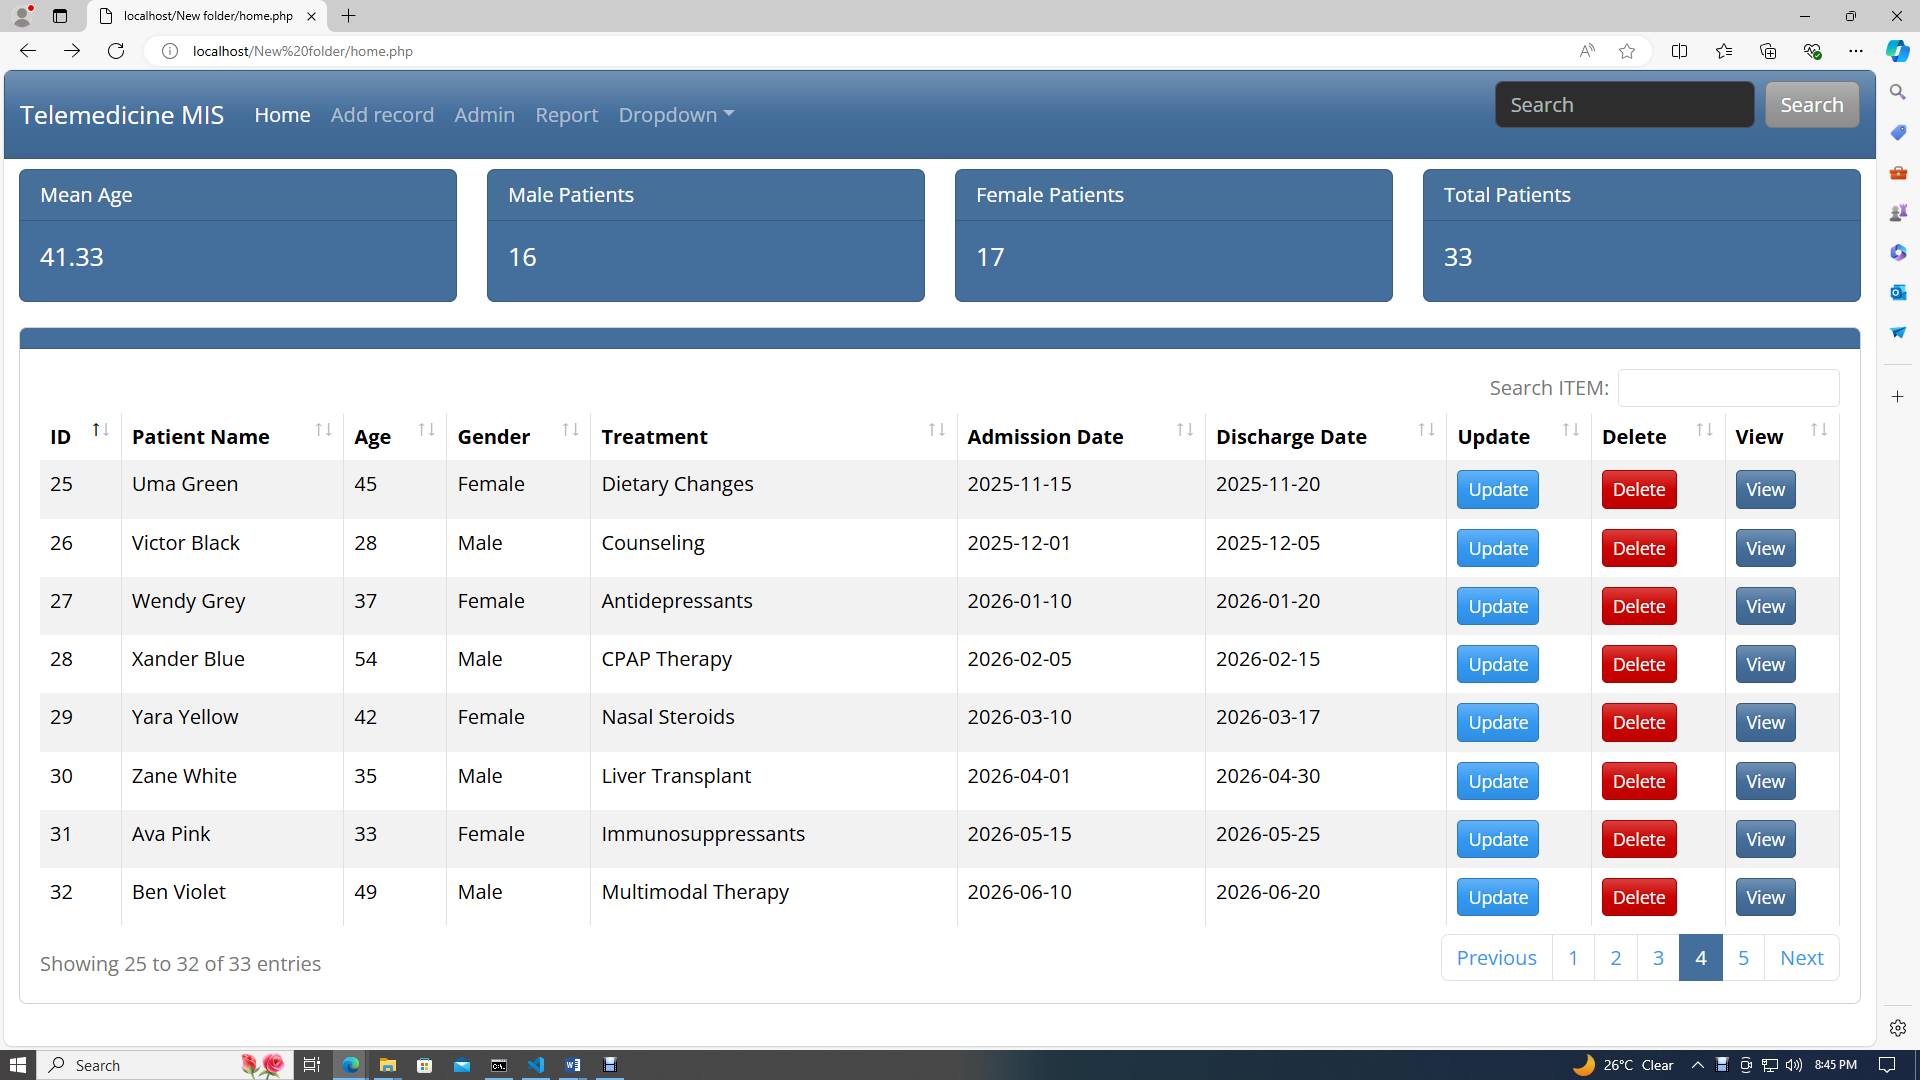 localhost/New folder/home.php
localhost/New%20folder/home.php
Telemedicine MIS Home Add record Admin Report Dropdown Search Search
Mean Age Male Patients Female Patients Total Patients
41.33 16 17 33
Search ITEM:
ID Patient Name Age Gender Treatment Admission Date Discharge Date Update Delete View
25 Uma Green 45 Female Dietary Changes 2025-11-15 2025-11-20 Update Delete View
26 Victor Black 28 Male Counseling 2025-12-01 2025-12-05 Update Delete View
27 Wendy Grey 37 Female Antidepressants 2026-01-10 2026-01-20 Update Delete View
28 Xander Blue 54 Male CPAP Therapy 2026-02-05 2026-02-15 Update Delete View
29 Yara Yellow 42 Female Nasal Steroids 2026-03-10 2026-03-17 Update Delete View
30 Zane White 35 Male Liver Transplant 2026-04-01 2026-04-30 Update Delete View
31 Ava Pink 33 Female Immunosuppressants 2026-05-15 2026-05-25 Update Delete View
32 Ben Violet 49 Male Multimodal Therapy 2026-06-10 2026-06-20 Update Delete View
Showing 25 to 32 of 33 entries Previous 1 2 3 4 5 Next
Search 26°C Clear 8:45 PM